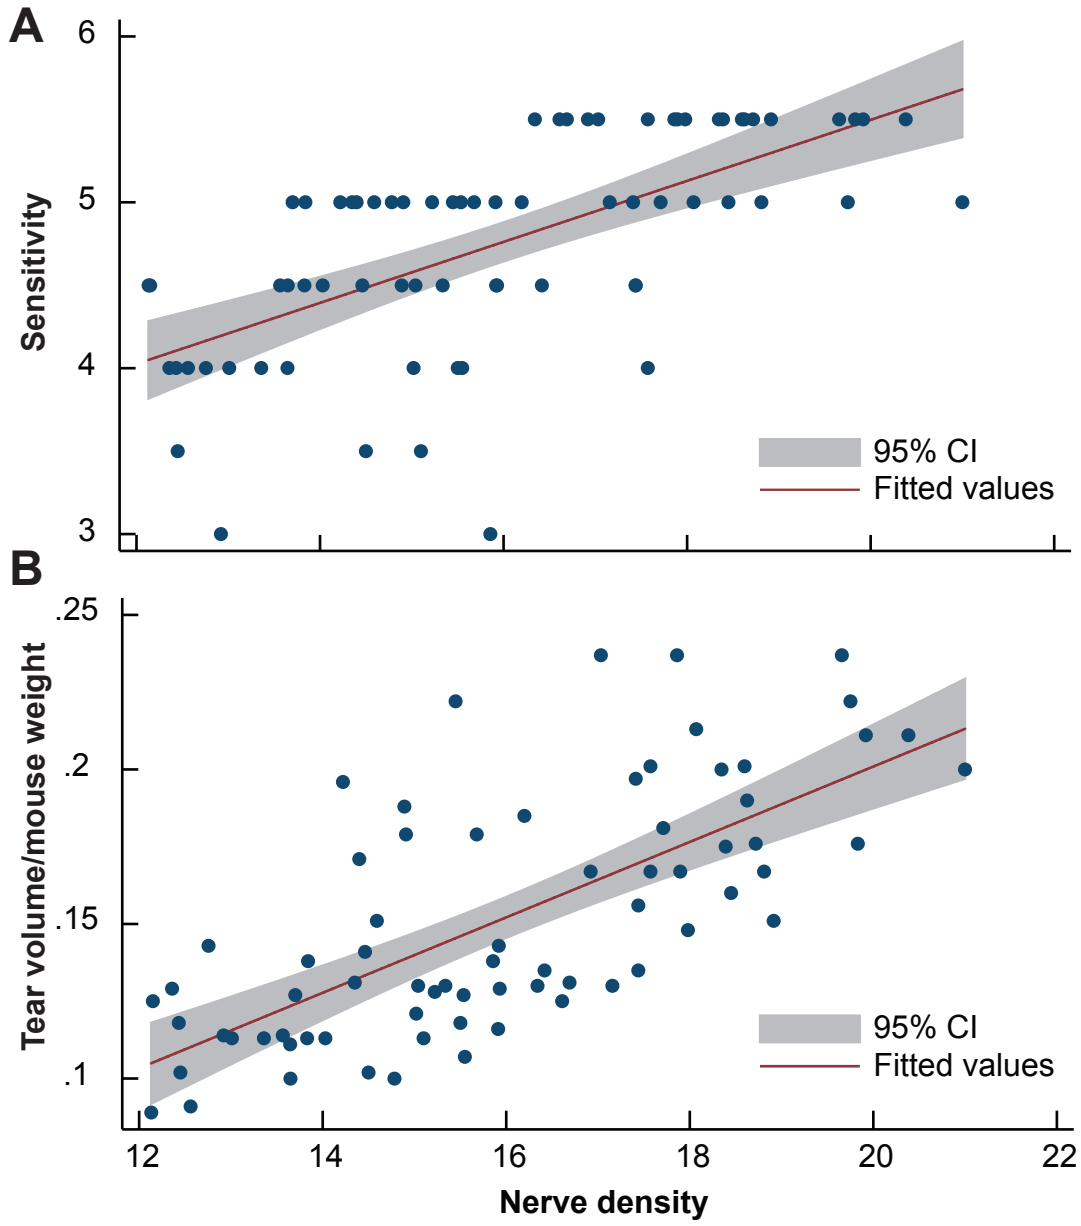 A
6
5
4
3
Sensitivity
95% CI
Fitted values
B
.25
.2
.15
.1
Tear volume/mouse weight
95% CI
Fitted values
12 14 16 18 20 22
Nerve density